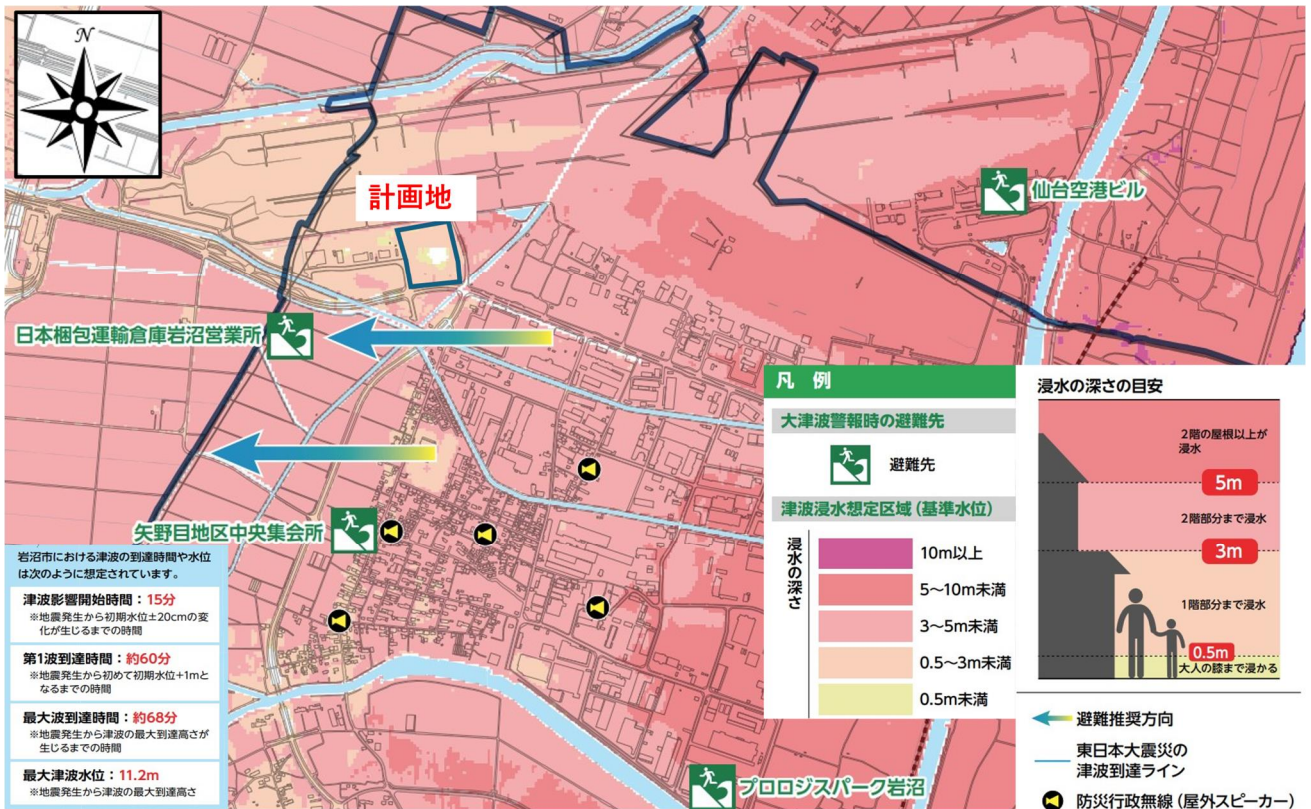 N
計画地
仙台空港ビル
日本梱包運輸倉庫岩沼営業所
矢野目地区中央集会所
プロロジスパーク岩沼
岩沼市における津波の到達時間や水位
は次のように想定されています。
津波影響開始時間：15分
※地震発生から初期水位±20cmの変
化が生じるまでの時間
第1波到達時間：約60分
※地震発生から初めて初期水位+1mと
なるまでの時間
最大波到達時間：約68分
※地震発生から津波の最大到達高さが
生じるまでの時間
最大津波水位：11.2m
※地震発生から津波の最大到達高さ
凡 例
大津波警報時の避難先
避難先
津波浸水想定区域（基準水位）
浸水の深さ
10m以上
5〜10m未満
3〜5m未満
0.5〜3m未満
0.5m未満
浸水の深さの目安
2階の屋根以上が
浸水
5m
2階部分まで浸水
3m
1階部分まで浸水
0.5m
大人の膝まで浸かる
避難推奨方向
東日本大震災の
津波到達ライン
防災行政無線（屋外スピーカー）